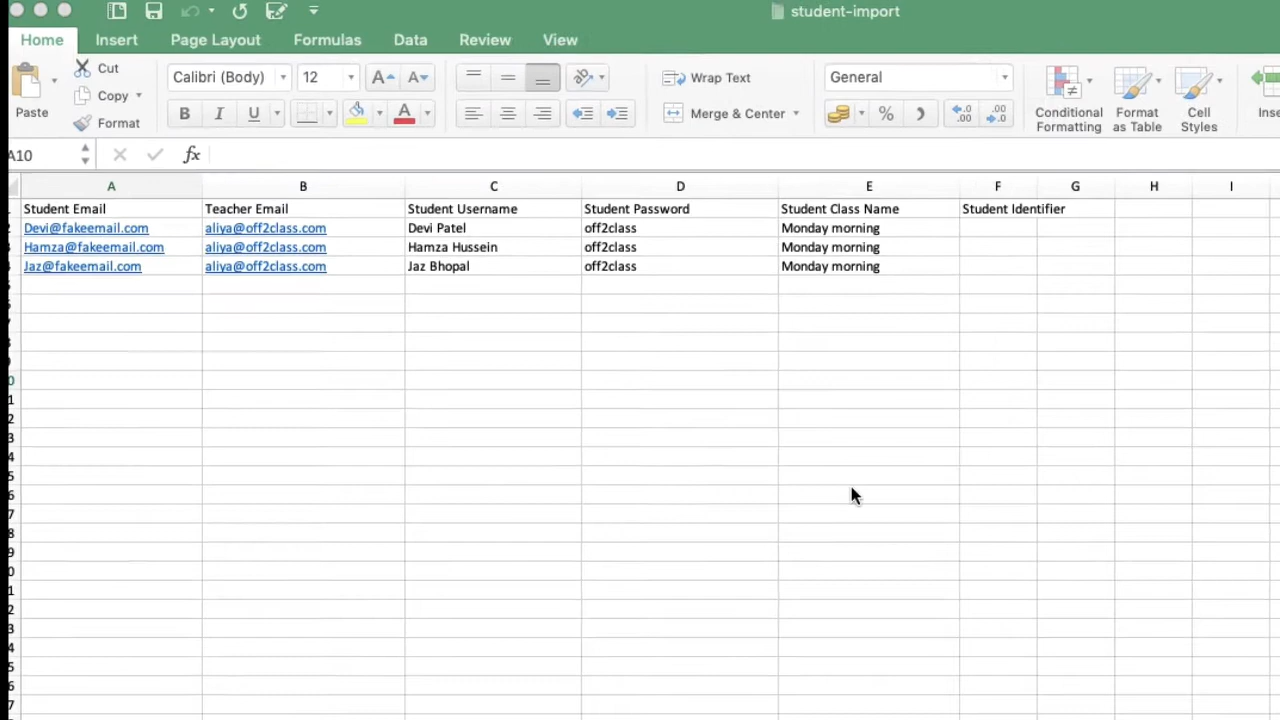 student-import
Home Insert Page Layout Formulas Data Review View
Cut
Calibri (Body) 12 A A
Wrap Text
General
Copy
Paste
Format
B I U A
Merge & Center
% .0 .00 .00 .0
Conditional Formatting
Format as Table
Cell Styles
A10 fx
A B C D E F G H I
Student Email Teacher Email Student Username Student Password Student Class Name Student Identifier
Devi@fakeemail.com aliya@off2class.com Devi Patel off2class Monday morning
Hamza@fakeemail.com aliya@off2class.com Hamza Hussein off2class Monday morning
Jaz@fakeemail.com aliya@off2class.com Jaz Bhopal off2class Monday morning